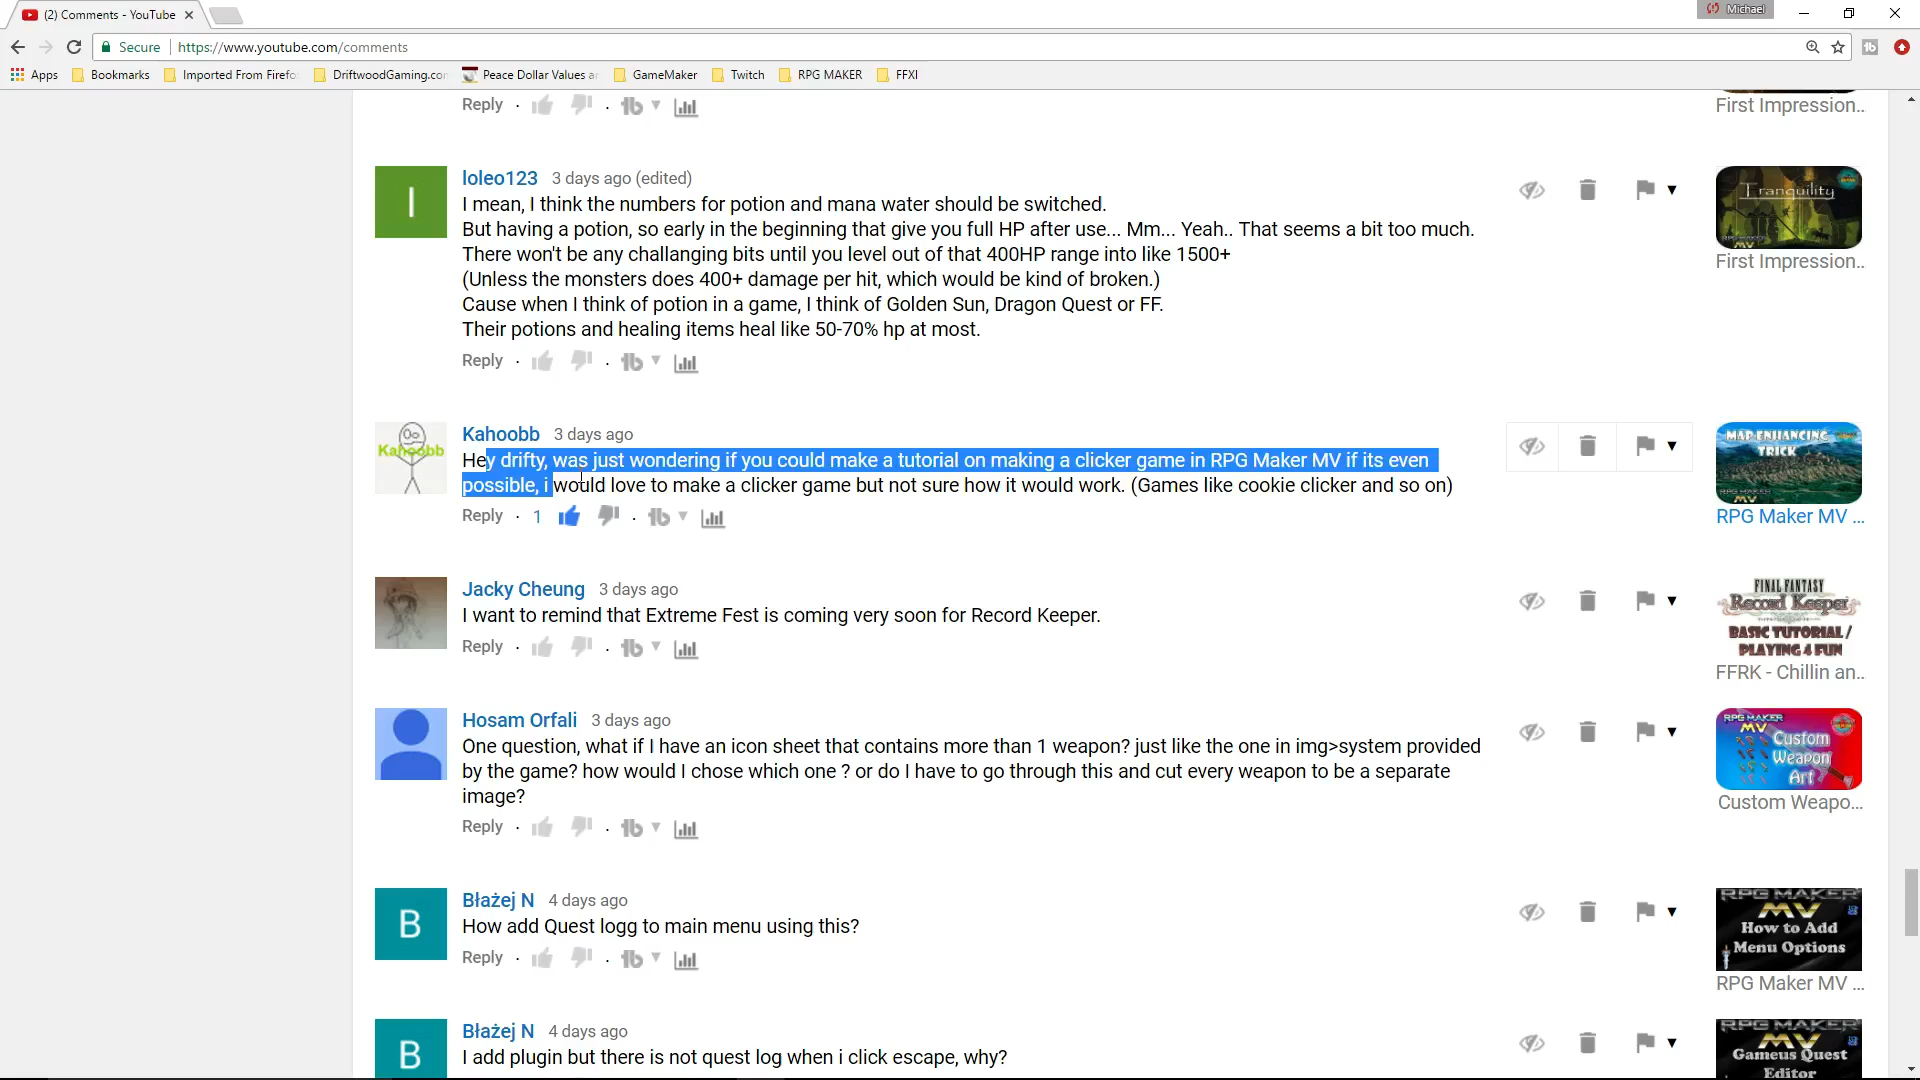 (2) Comments - YouTube
Michael
Secure https://www.youtube.com/comments
Apps Bookmarks Imported From Firefo DriftwoodGaming.con Peace Dollar Values ar GameMaker Twitch RPG MAKER FFXI
Reply
First Impression..
loleo123 3 days ago (edited)
I mean, I think the numbers for potion and mana water should be switched.
But having a potion, so early in the beginning that give you full HP after use... Mm... Yeah.. That seems a bit too much.
There won't be any challanging bits until you level out of that 400HP range into like 1500+
(Unless the monsters does 400+ damage per hit, which would be kind of broken.)
Cause when I think of potion in a game, I think of Golden Sun, Dragon Quest or FF.
Their potions and healing items heal like 50-70% hp at most.
Reply
Tranquility
RPG MAKER
MV
First Impression..
Kahoobb
Kahoobb 3 days ago
Hey drifty, was just wondering if you could make a tutorial on making a clicker game in RPG Maker MV if its even
possible, i would love to make a clicker game but not sure how it would work. (Games like cookie clicker and so on)
Reply 1
MAP ENHANCING
TRICK
RPG MAKER
MV
RPG Maker MV ...
Jacky Cheung 3 days ago
I want to remind that Extreme Fest is coming very soon for Record Keeper.
Reply
FINAL FANTASY
Record Keeper
BASIC TUTORIAL /
PLAYING 4 FUN
FFRK - Chillin an..
Hosam Orfali 3 days ago
One question, what if I have an icon sheet that contains more than 1 weapon? just like the one in img>system provided
by the game? how would I chose which one ? or do I have to go through this and cut every weapon to be a separate
image?
Reply
RPG MAKER
MV
Custom
Weapon
Art
Custom Weapo...
B
Błażej N 4 days ago
How add Quest logg to main menu using this?
Reply
RPG MAKER
MV
How to Add
Menu Options
RPG Maker MV ...
B
Błażej N 4 days ago
I add plugin but there is not quest log when i click escape, why?
RPG MAKER
MV
Gameus Quest
Editor